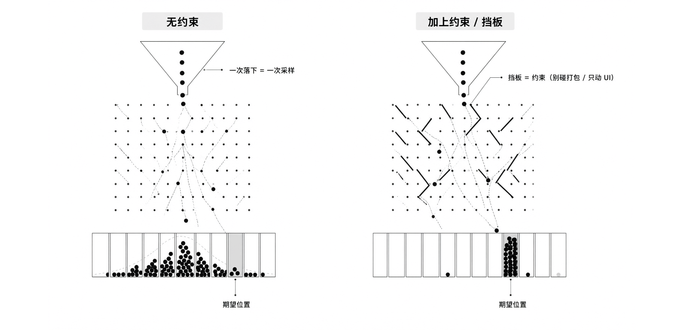 无约束
加上约束 / 挡板
一次落下 = 一次采样
挡板 = 约束（别碰打包 / 只动 UI）
期望位置
期望位置